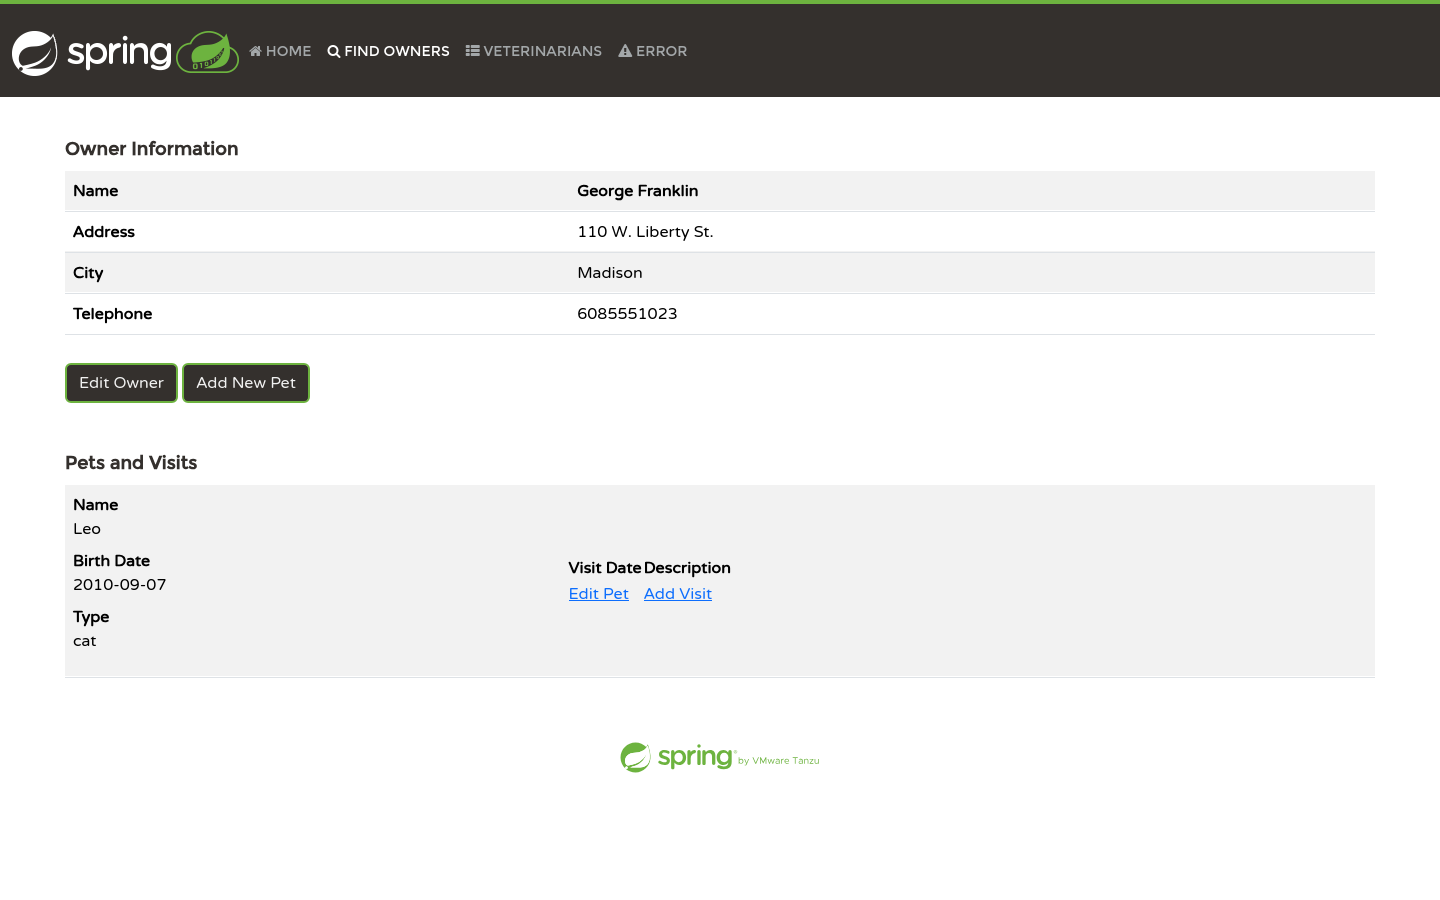 spring HOME FIND OWNERS VETERINARIANS ERROR
Owner Information
Name George Franklin
Address 110 W. Liberty St.
City Madison
Telephone 6085551023
Edit Owner Add New Pet
Pets and Visits
Name
Leo
Birth Date
2010-09-07
Type
cat
Visit Date Description
Edit Pet Add Visit
spring by VMware Tanzu